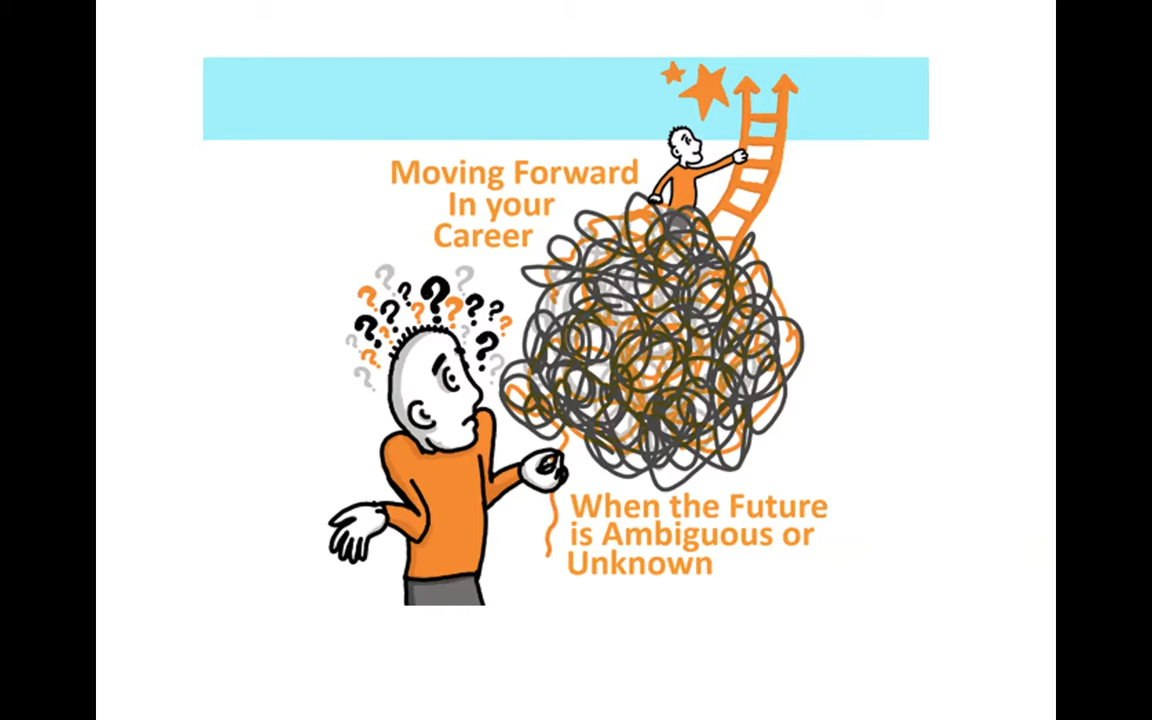 Moving Forward
In your
Career
When the Future
is Ambiguous or
Unknown